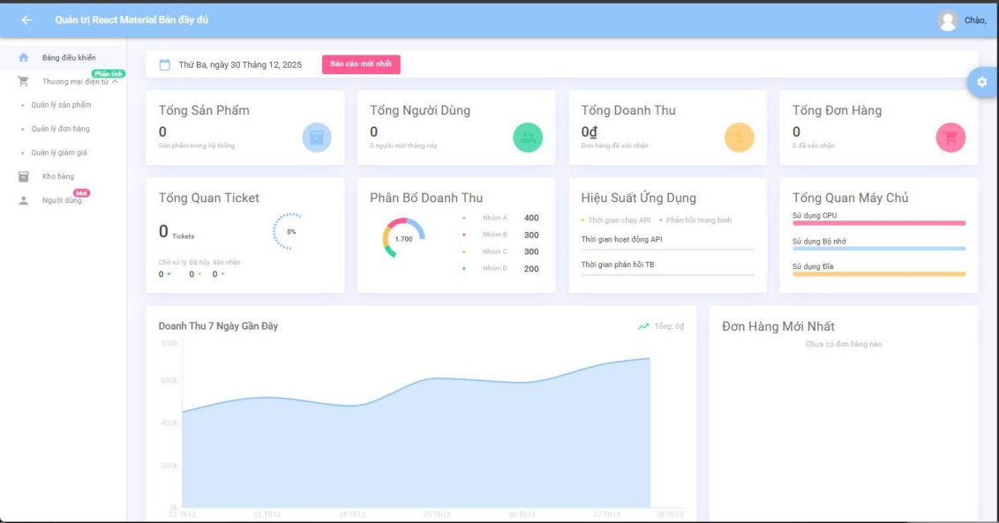 Quản trị React Material Bản đầy đủ
Chào,
Bảng điều khiển
Phân tích
Thương mại điện tử
Quản lý sản phẩm
Quản lý đơn hàng
Quản lý giảm giá
Kho hàng
Mới
Người dùng
Thứ Ba, ngày 30 Tháng 12, 2025
Báo cáo mới nhất
Tổng Sản Phẩm
0
Sản phẩm trong hệ thống
Tổng Người Dùng
0
0 người mới tháng này
Tổng Doanh Thu
0₫
Đơn hàng đã xác nhận
Tổng Đơn Hàng
0
0 đã xác nhận
Tổng Quan Ticket
0 Tickets
0%
Chờ xử lý Đã hủy Xác nhận
0 0 0
Phân Bố Doanh Thu
1.700
Nhóm A 400
Nhóm B 300
Nhóm C 300
Nhóm D 200
Hiệu Suất Ứng Dụng
Thời gian chạy API Phản hồi trung bình
Thời gian hoạt động API
Thời gian phản hồi TB
Tổng Quan Máy Chủ
Sử dụng CPU
Sử dụng Bộ nhớ
Sử dụng Đĩa
Doanh Thu 7 Ngày Gần Đây
Tổng: 0₫
800k
600k
400k
200k
0k
22 Th12 23 Th12 24 Th12 25 Th12 26 Th12 27 Th12 28 Th12
Đơn Hàng Mới Nhất
Chưa có đơn hàng nào